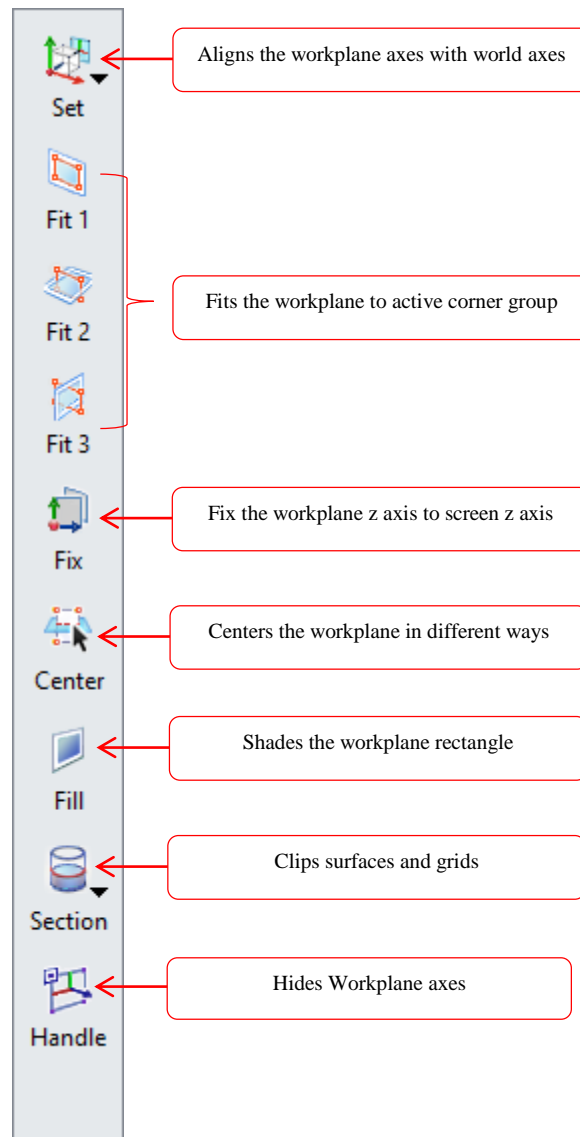 Aligns the workplane axes with world axes
Set
Fit 1
Fits the workplane to active corner group
Fit 2
Fit 3
Fix the workplane z axis to screen z axis
Fix
Centers the workplane in different ways
Center
Shades the workplane rectangle
Fill
Clips surfaces and grids
Section
Hides Workplane axes
Handle